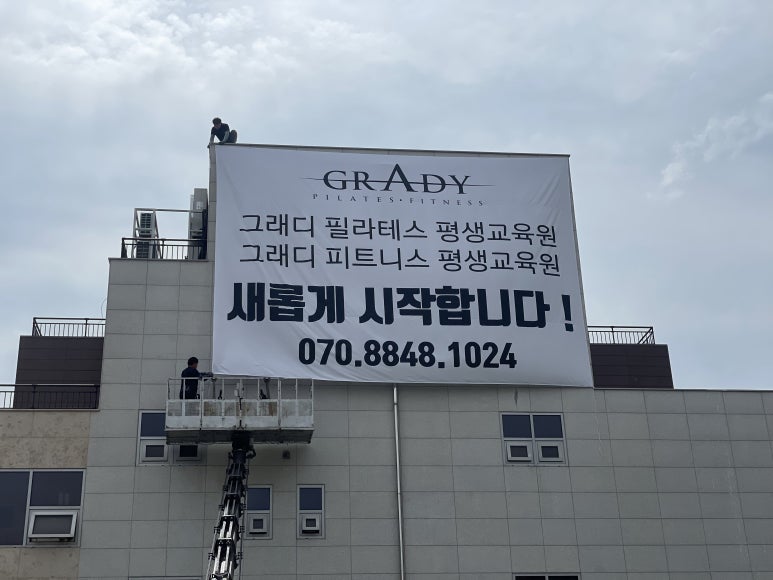 GRADY
PILATES·FITNESS
그래디 필라테스 평생교육원
그래디 피트니스 평생교육원
새롭게 시작합니다!
070.8848.1024